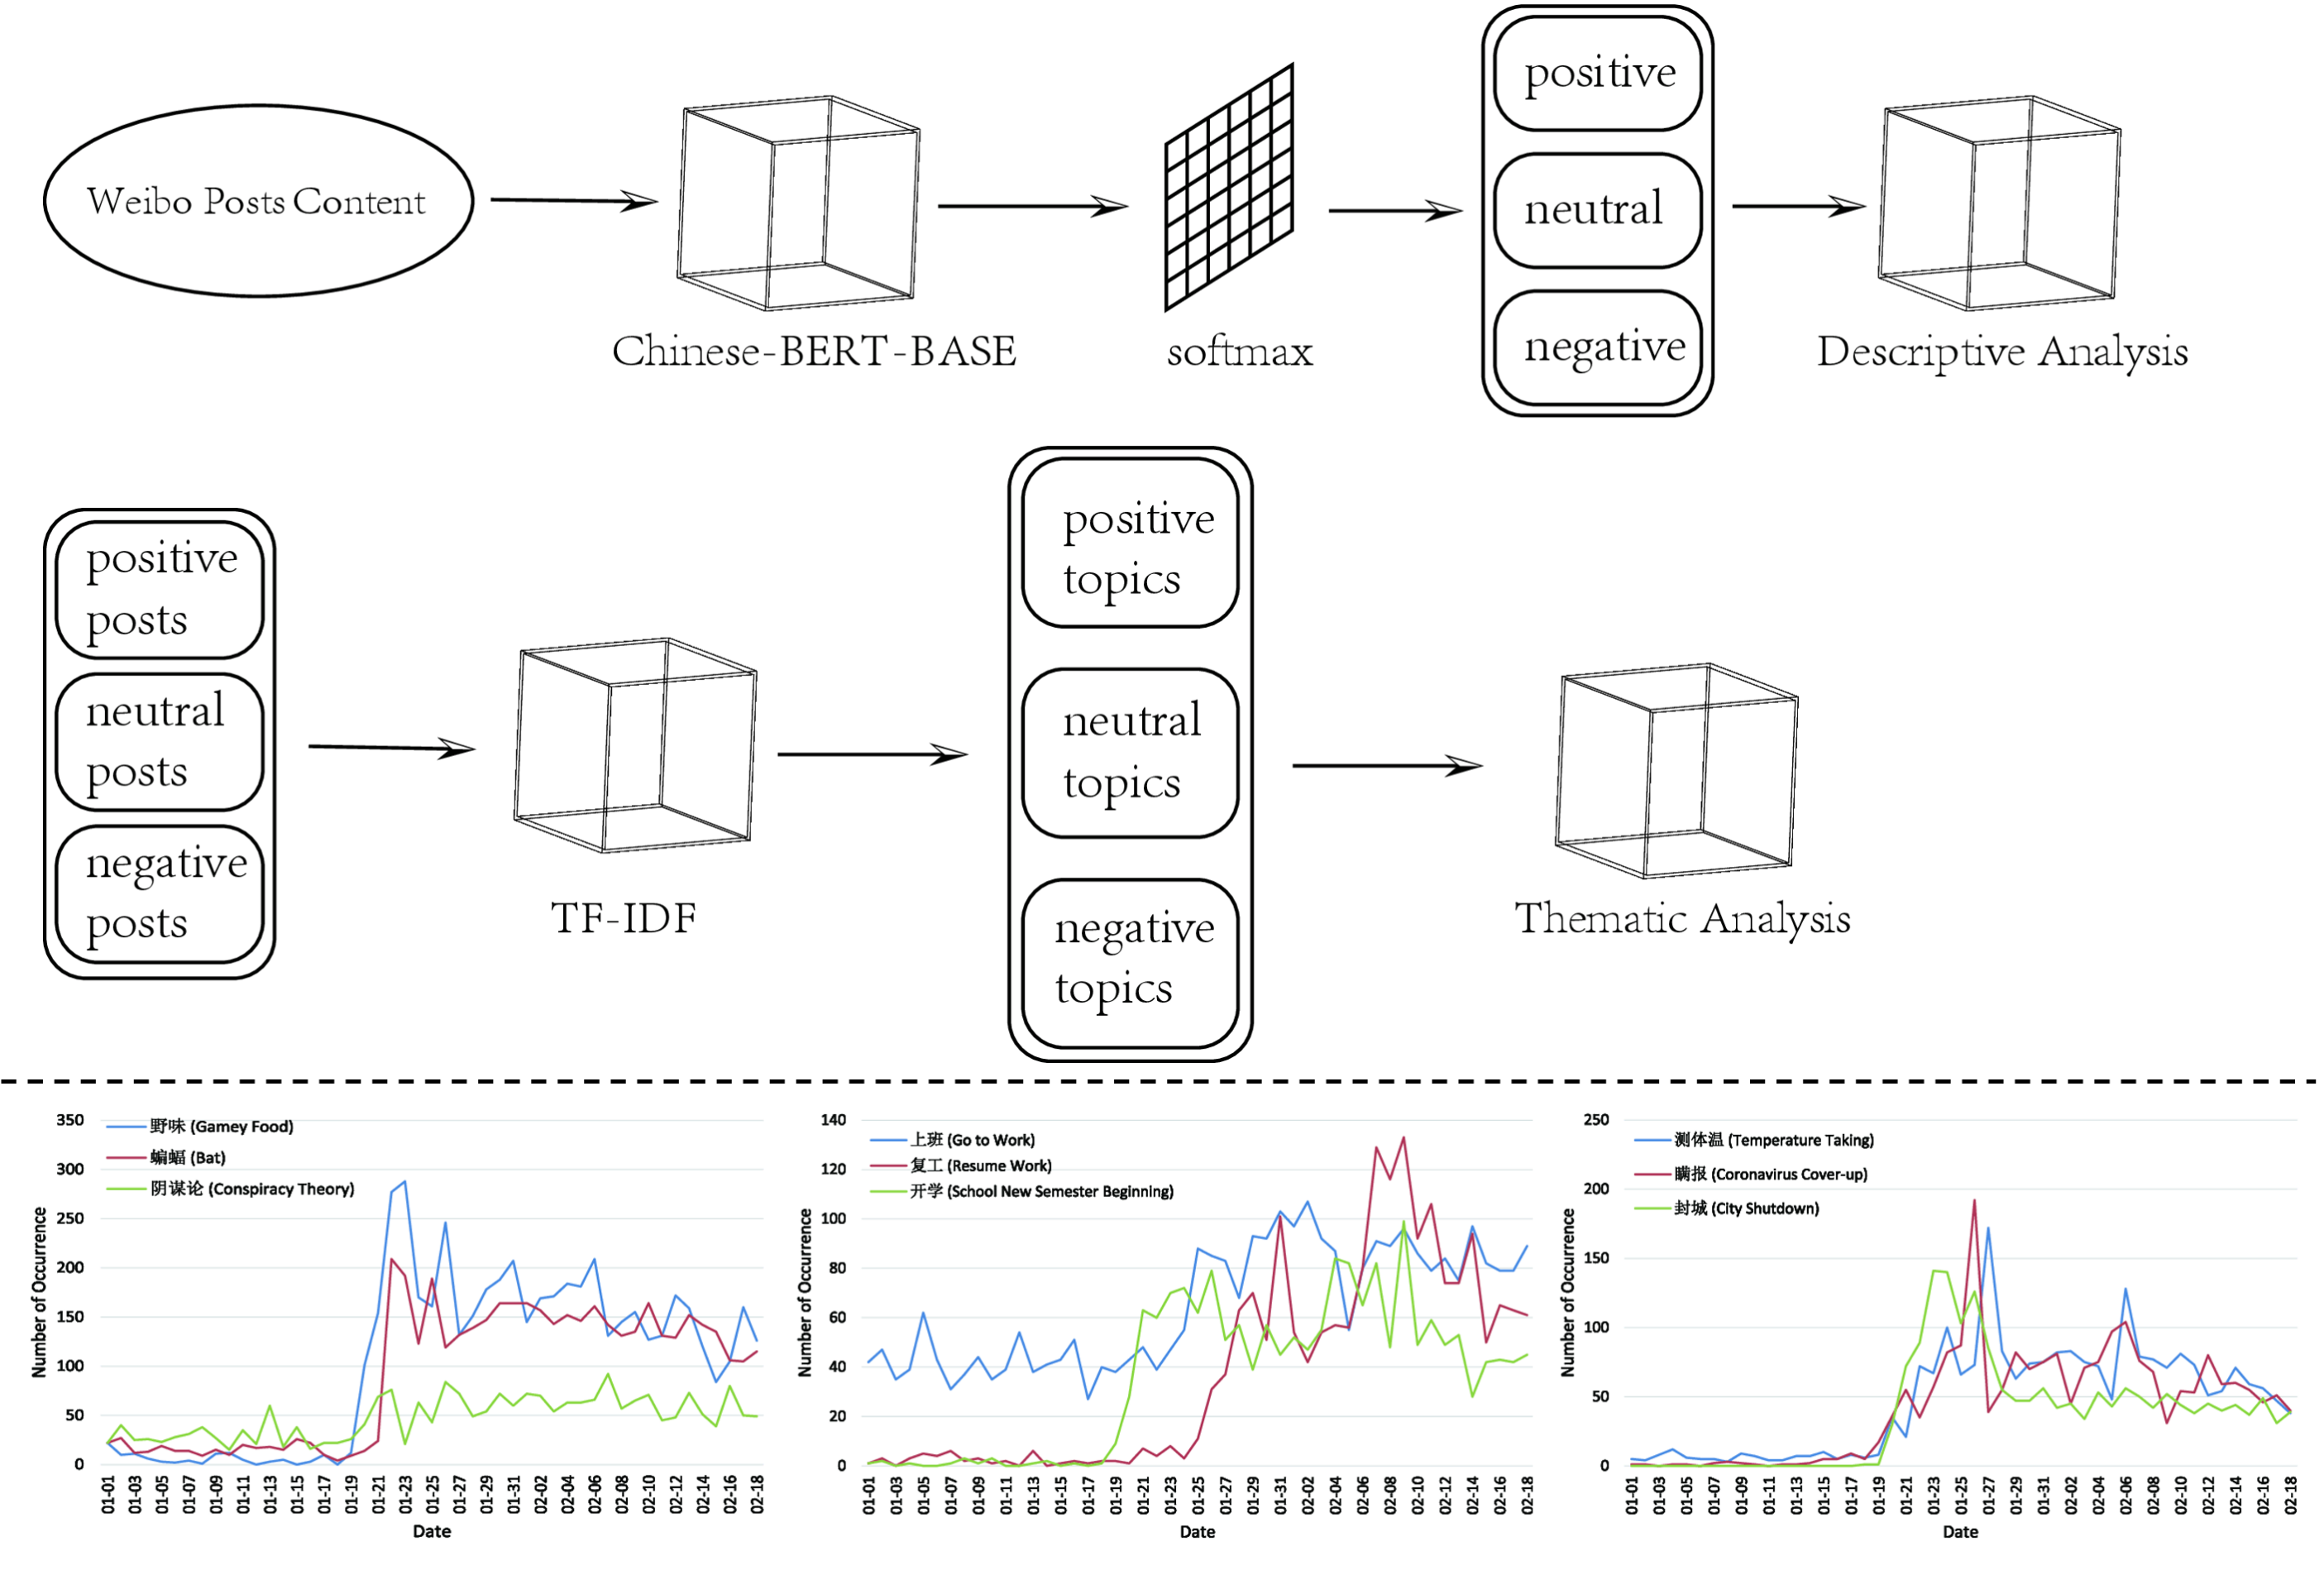 Weibo Posts Content
Chinese-BERT-BASE
softmax
positive
neutral
negative
Descriptive Analysis
positive
posts
neutral
posts
negative
posts
TF-IDF
positive
topics
neutral
topics
negative
topics
Thematic Analysis
350
300
250
200
150
100
50
0
Number of Occurrence
野味 (Gamey Food)
蝙蝠 (Bat)
阴谋论 (Conspiracy Theory)
01-01
01-03
01-05
01-07
01-09
01-11
01-13
01-15
01-17
01-19
01-21
01-23
01-25
01-27
01-29
01-31
02-02
02-04
02-06
02-08
02-10
02-12
02-14
02-16
02-18
Date
140
120
100
80
60
40
20
0
Number of Occurrence
上班 (Go to Work)
复工 (Resume Work)
开学 (School New Semester Beginning)
01-01
01-03
01-05
01-07
01-09
01-11
01-13
01-15
01-17
01-19
01-21
01-23
01-25
01-27
01-29
01-31
02-02
02-04
02-06
02-08
02-10
02-12
02-14
02-16
02-18
Date
250
200
150
100
50
0
Number of Occurrence
测体温 (Temperature Taking)
瞒报 (Coronavirus Cover-up)
封城 (City Shutdown)
01-01
01-03
01-05
01-07
01-09
01-11
01-13
01-15
01-17
01-19
01-21
01-23
01-25
01-27
01-29
01-31
02-02
02-04
02-06
02-08
02-10
02-12
02-14
02-16
02-18
Date